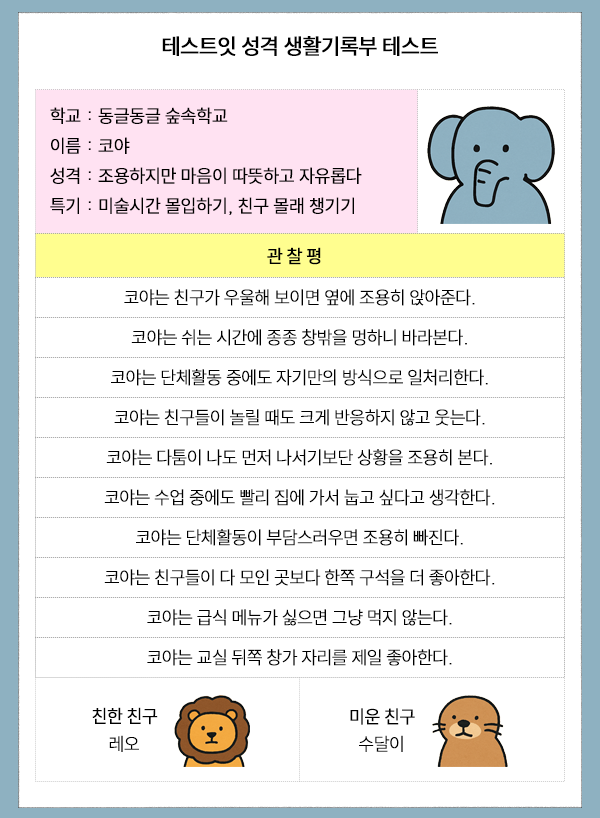 테스트잇 성격 생활기록부 테스트
학교 : 동글동글 숲속학교
이름 : 코야
성격 : 조용하지만 마음이 따뜻하고 자유롭다
특기 : 미술시간 몰입하기, 친구 몰래 챙기기
관 찰 평
코야는 친구가 우울해 보이면 옆에 조용히 앉아준다.
코야는 쉬는 시간에 종종 창밖을 멍하니 바라본다.
코야는 단체활동 중에도 자기만의 방식으로 일처리한다.
코야는 친구들이 놀릴 때도 크게 반응하지 않고 웃는다.
코야는 다툼이 나도 먼저 나서기보단 상황을 조용히 본다.
코야는 수업 중에도 빨리 집에 가서 눕고 싶다고 생각한다.
코야는 단체활동이 부담스러우면 조용히 빠진다.
코야는 친구들이 다 모인 곳보다 한쪽 구석을 더 좋아한다.
코야는 급식 메뉴가 싫으면 그냥 먹지 않는다.
코야는 교실 뒤쪽 창가 자리를 제일 좋아한다.
친한 친구
레오
미운 친구
수달이